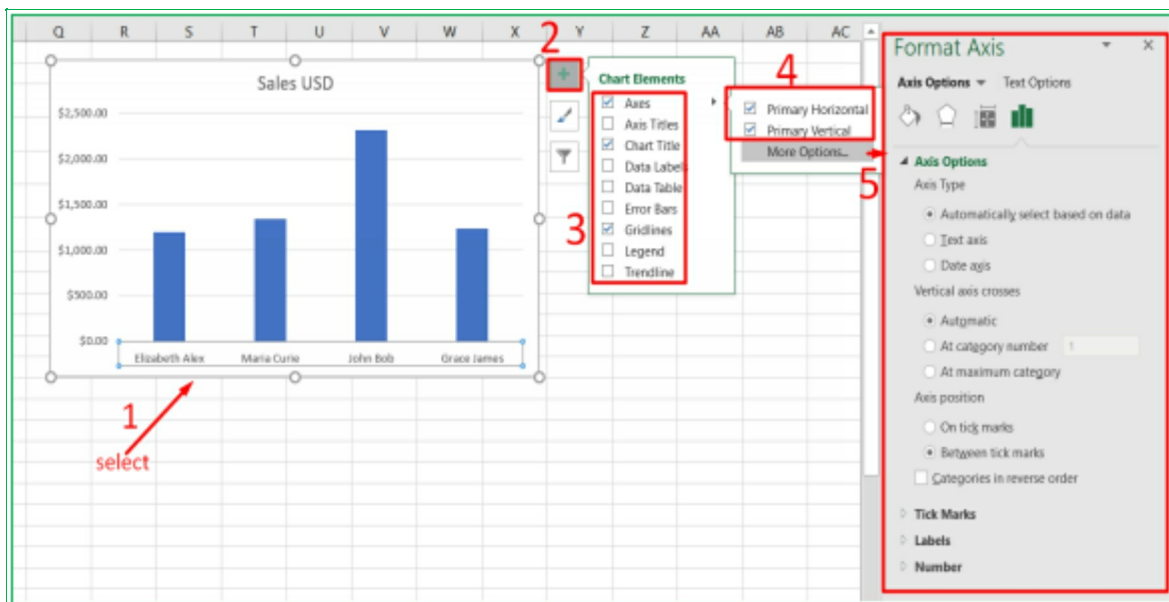 Q R S T U V W X Y Z AA AB AC
2
4
Sales USD
$2,500.00
$2,000.00
$1,500.00
$1,000.00
$500.00
$0.00
Elizabeth Alex Maria Curie John Bob Grace James
1
select
Chart Elements
3
Axes
Axis Titles
Chart Title
Data Labels
Data Table
Error Bars
Gridlines
Legend
Trendline
Primary Horizontal
Primary Vertical
More Options...
5
Format Axis
Axis Options Text Options
Axis Options
Axis Type
Automatically select based on data
Text axis
Date axis
Vertical axis crosses
Automatic
At category number 1
At maximum category
Axis position
On tick marks
Between tick marks
Categories in reverse order
Tick Marks
Labels
Number